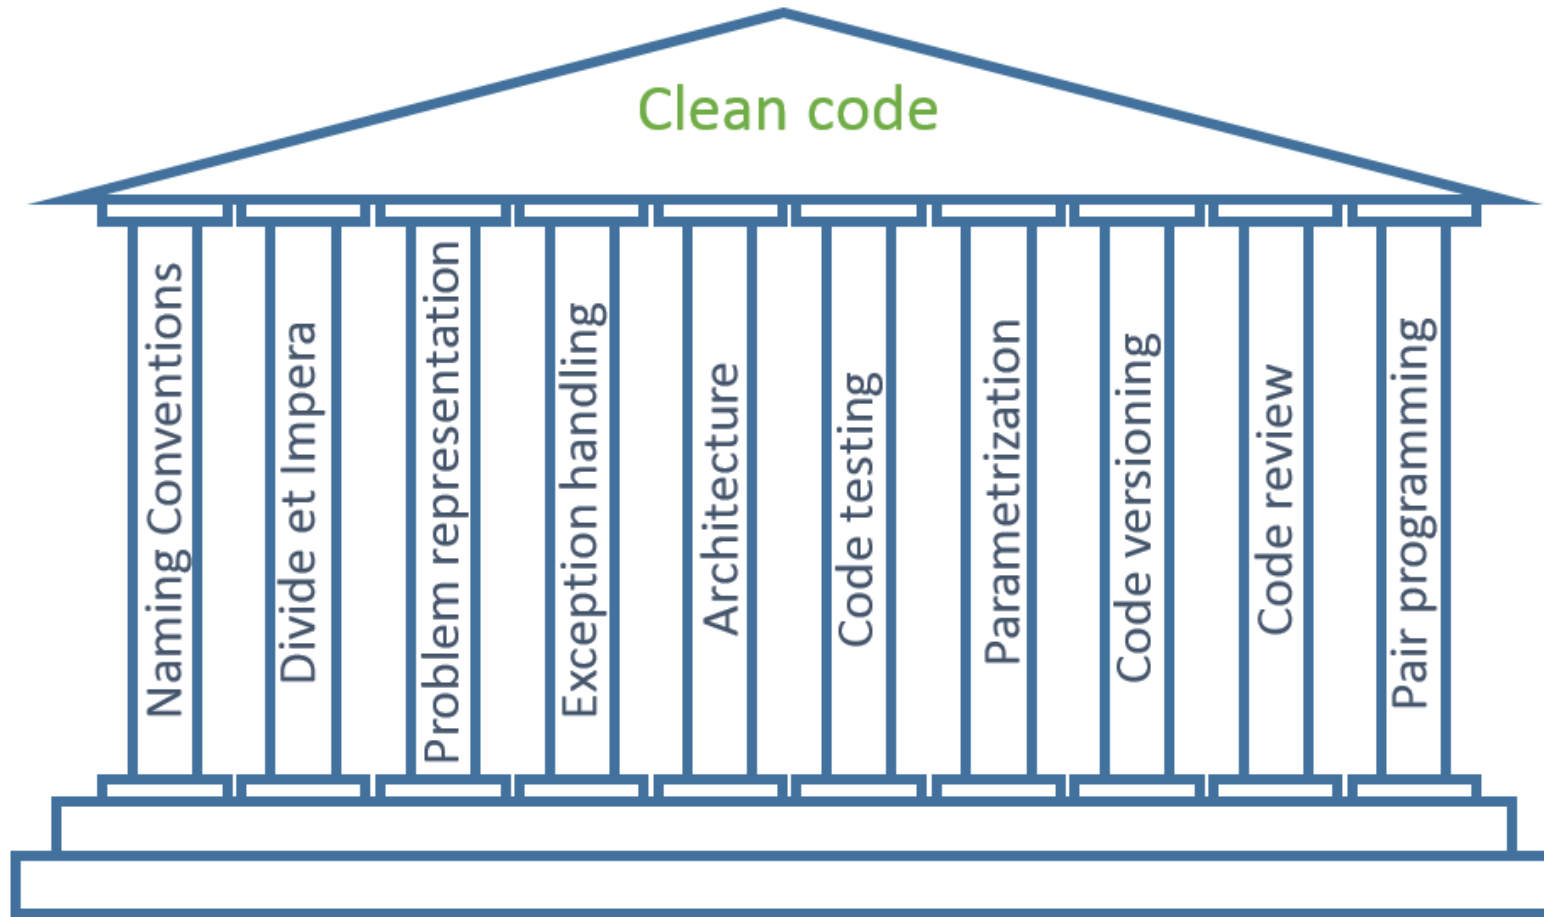 Clean code
Naming Conventions
Divide et Impera
Problem representation
Exception handling
Architecture
Code testing
Parametrization
Code versioning
Code review
Pair programming